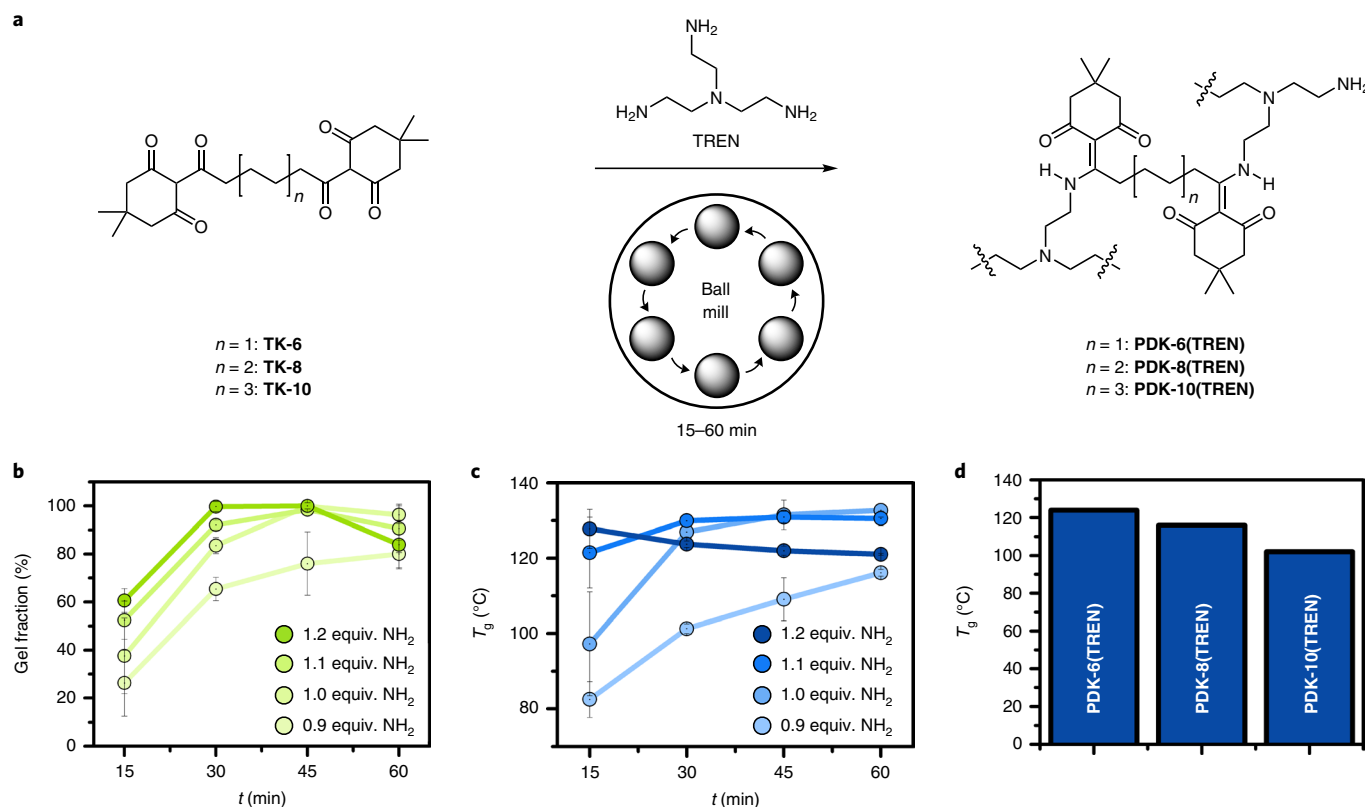 a
O
O
O
n
O
O
O
n = 1: TK-6
n = 2: TK-8
n = 3: TK-10
NH2
N
H2N
NH2
TREN
Ball
mill
15–60 min
O
O
H
N
N
n
N
NH2
H
N
O
O
n = 1: PDK-6(TREN)
n = 2: PDK-8(TREN)
n = 3: PDK-10(TREN)
b
Gel fraction (%)
100
80
60
40
20
0
15
30
45
60
t (min)
1.2 equiv. NH2
1.1 equiv. NH2
1.0 equiv. NH2
0.9 equiv. NH2
c
Tg (°C)
140
120
100
80
15
30
45
60
t (min)
1.2 equiv. NH2
1.1 equiv. NH2
1.0 equiv. NH2
0.9 equiv. NH2
d
Tg (°C)
140
120
100
80
60
40
20
0
PDK-6(TREN)
PDK-8(TREN)
PDK-10(TREN)